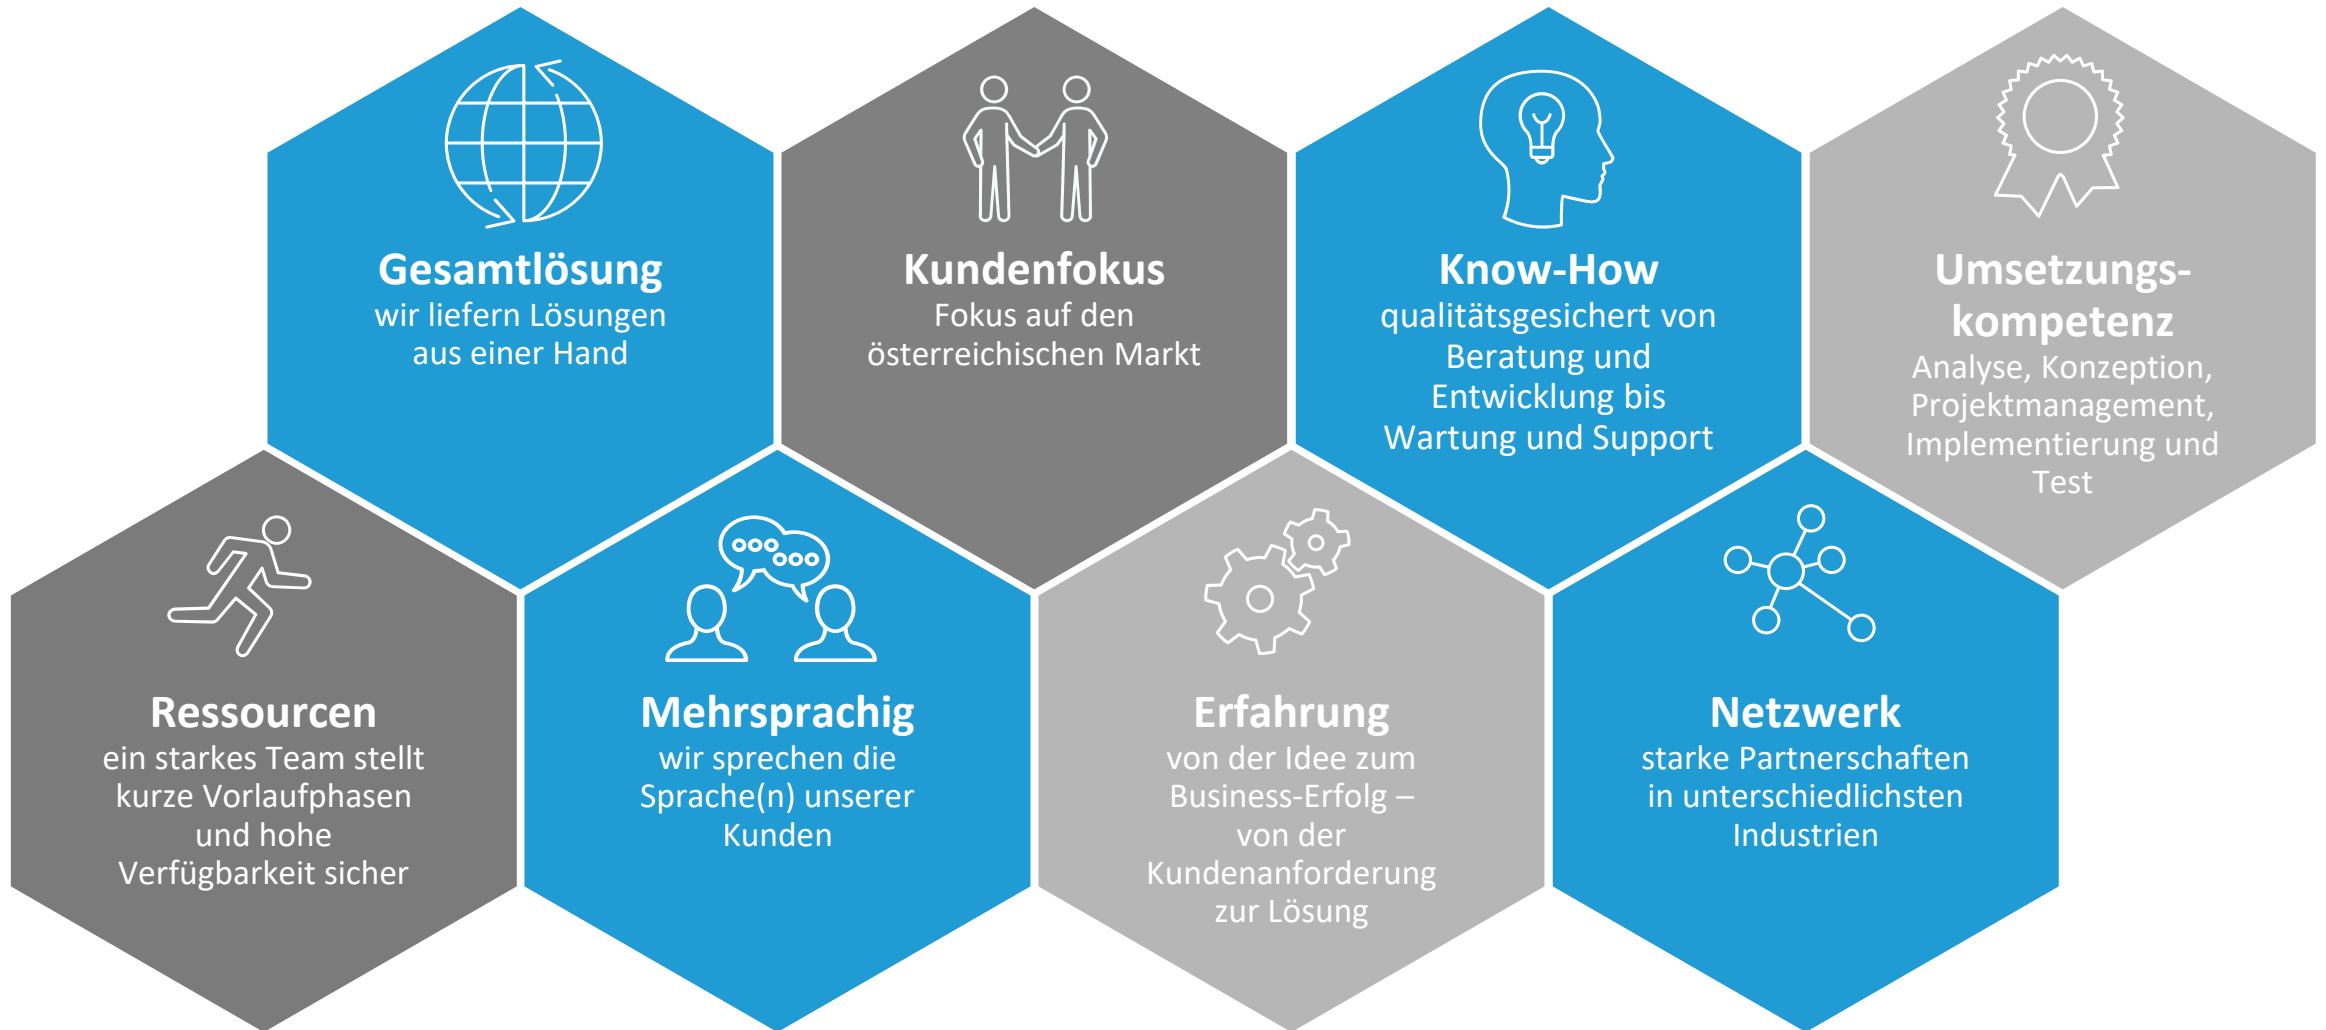 Gesamtlösung
wir liefern Lösungen
aus einer Hand
Kundenfokus
Fokus auf den
österreichischen Markt
Know-How
qualitätsgesichert von
Beratung und
Entwicklung bis
Wartung und Support
Umsetzungs-
kompetenz
Analyse, Konzeption,
Projektmanagement,
Implementierung und
Test
Ressourcen
ein starkes Team stellt
kurze Vorlaufphasen
und hohe
Verfügbarkeit sicher
Mehrsprachig
wir sprechen die
Sprache(n) unserer
Kunden
Erfahrung
von der Idee zum
Business-Erfolg –
von der
Kundenanforderung
zur Lösung
Netzwerk
starke Partnerschaften
in unterschiedlichsten
Industrien